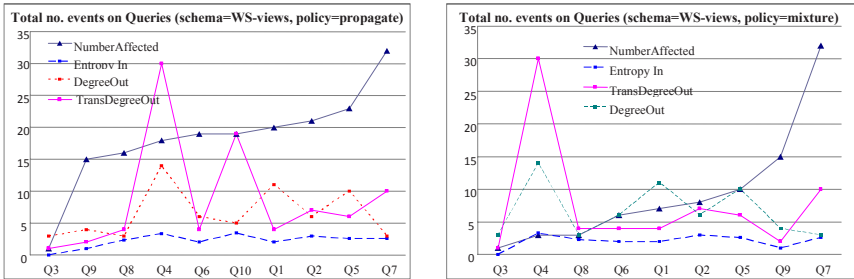 Total no. events on Queries (schema=WS-views, policy=propagate)
35
30
25
20
15
10
5
0
NumberAffected
Entropy In
DegreeOut
TransDegreeOut
Q3 Q9 Q8 Q4 Q6 Q10 Q1 Q2 Q5 Q7
Total no. events on Queries (schema=WS-views, policy=mixture)
35
30
25
20
15
10
5
0
NumberAffected
Entropy In
TransDegreeOut
DegreeOut
Q3 Q4 Q8 Q6 Q1 Q2 Q5 Q9 Q7